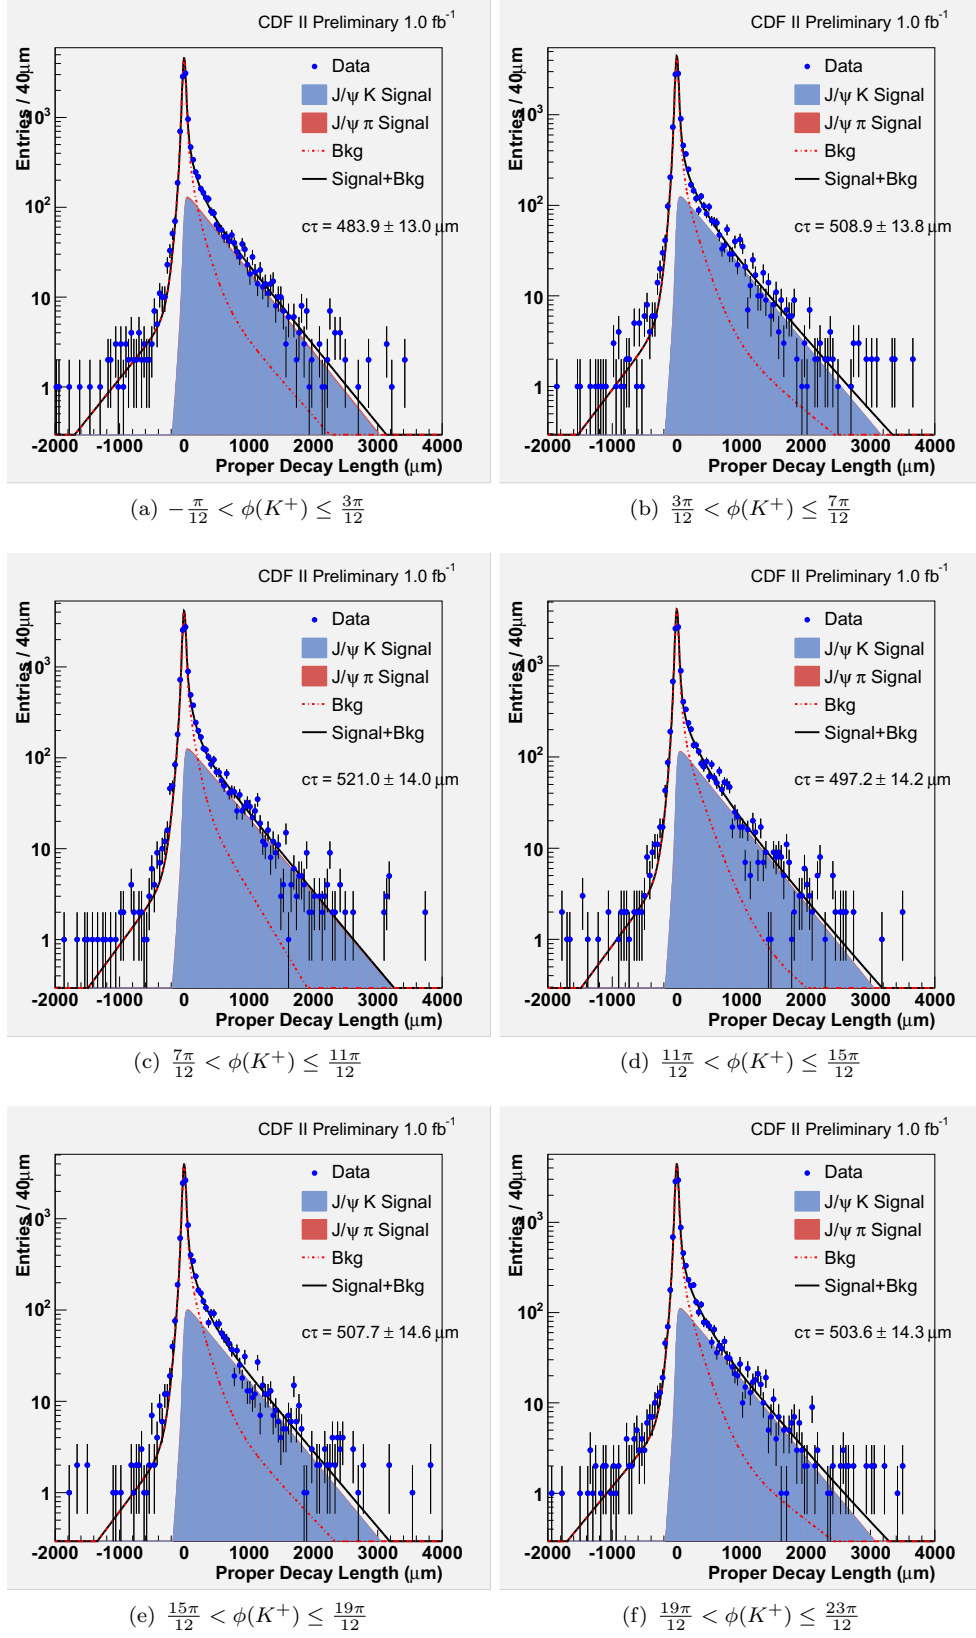 CDF II Preliminary 1.0 fb⁻¹
Entries / 40μm
Data
J/ψ K Signal
J/ψ π Signal
Bkg
Signal+Bkg
cτ = 483.9 ± 13.0 μm
10³
10²
10
1
-2000 -1000 0 1000 2000 3000 4000
Proper Decay Length (μm)
(a) −π/12 < ϕ(K⁺) ≤ 3π/12
CDF II Preliminary 1.0 fb⁻¹
Entries / 40μm
Data
J/ψ K Signal
J/ψ π Signal
Bkg
Signal+Bkg
cτ = 508.9 ± 13.8 μm
10³
10²
10
1
-2000 -1000 0 1000 2000 3000 4000
Proper Decay Length (μm)
(b) 3π/12 < ϕ(K⁺) ≤ 7π/12
CDF II Preliminary 1.0 fb⁻¹
Entries / 40μm
Data
J/ψ K Signal
J/ψ π Signal
Bkg
Signal+Bkg
cτ = 521.0 ± 14.0 μm
10³
10²
10
1
-2000 -1000 0 1000 2000 3000 4000
Proper Decay Length (μm)
(c) 7π/12 < ϕ(K⁺) ≤ 11π/12
CDF II Preliminary 1.0 fb⁻¹
Entries / 40μm
Data
J/ψ K Signal
J/ψ π Signal
Bkg
Signal+Bkg
cτ = 497.2 ± 14.2 μm
10³
10²
10
1
-2000 -1000 0 1000 2000 3000 4000
Proper Decay Length (μm)
(d) 11π/12 < ϕ(K⁺) ≤ 15π/12
CDF II Preliminary 1.0 fb⁻¹
Entries / 40μm
Data
J/ψ K Signal
J/ψ π Signal
Bkg
Signal+Bkg
cτ = 507.7 ± 14.6 μm
10³
10²
10
1
-2000 -1000 0 1000 2000 3000 4000
Proper Decay Length (μm)
(e) 15π/12 < ϕ(K⁺) ≤ 19π/12
CDF II Preliminary 1.0 fb⁻¹
Entries / 40μm
Data
J/ψ K Signal
J/ψ π Signal
Bkg
Signal+Bkg
cτ = 503.6 ± 14.3 μm
10³
10²
10
1
-2000 -1000 0 1000 2000 3000 4000
Proper Decay Length (μm)
(f) 19π/12 < ϕ(K⁺) ≤ 23π/12